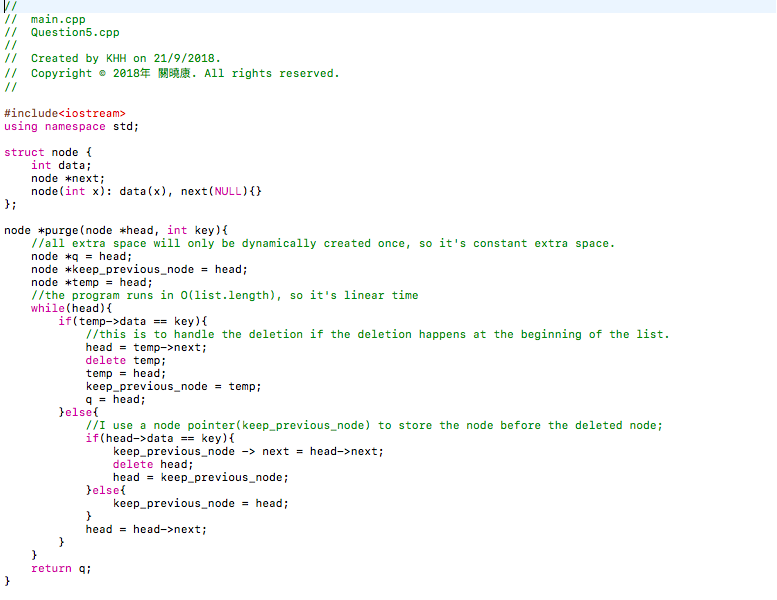 //
//  main.cpp
//  Question5.cpp
//
//  Created by KHH on 21/9/2018.
//  Copyright © 2018年 關曉康. All rights reserved.
//

#include<iostream>
using namespace std;

struct node {
    int data;
    node *next;
    node(int x): data(x), next(NULL){}
};

node *purge(node *head, int key){
    //all extra space will only be dynamically created once, so it's constant extra space.
    node *q = head;
    node *keep_previous_node = head;
    node *temp = head;
    //the program runs in O(list.length), so it's linear time
    while(head){
        if(temp->data == key){
            //this is to handle the deletion if the deletion happens at the beginning of the list.
            head = temp->next;
            delete temp;
            temp = head;
            keep_previous_node = temp;
            q = head;
        }else{
            //I use a node pointer(keep_previous_node) to store the node before the deleted node;
            if(head->data == key){
                keep_previous_node -> next = head->next;
                delete head;
                head = keep_previous_node;
            }else{
                keep_previous_node = head;
            }
            head = head->next;
        }
    }
    return q;
}